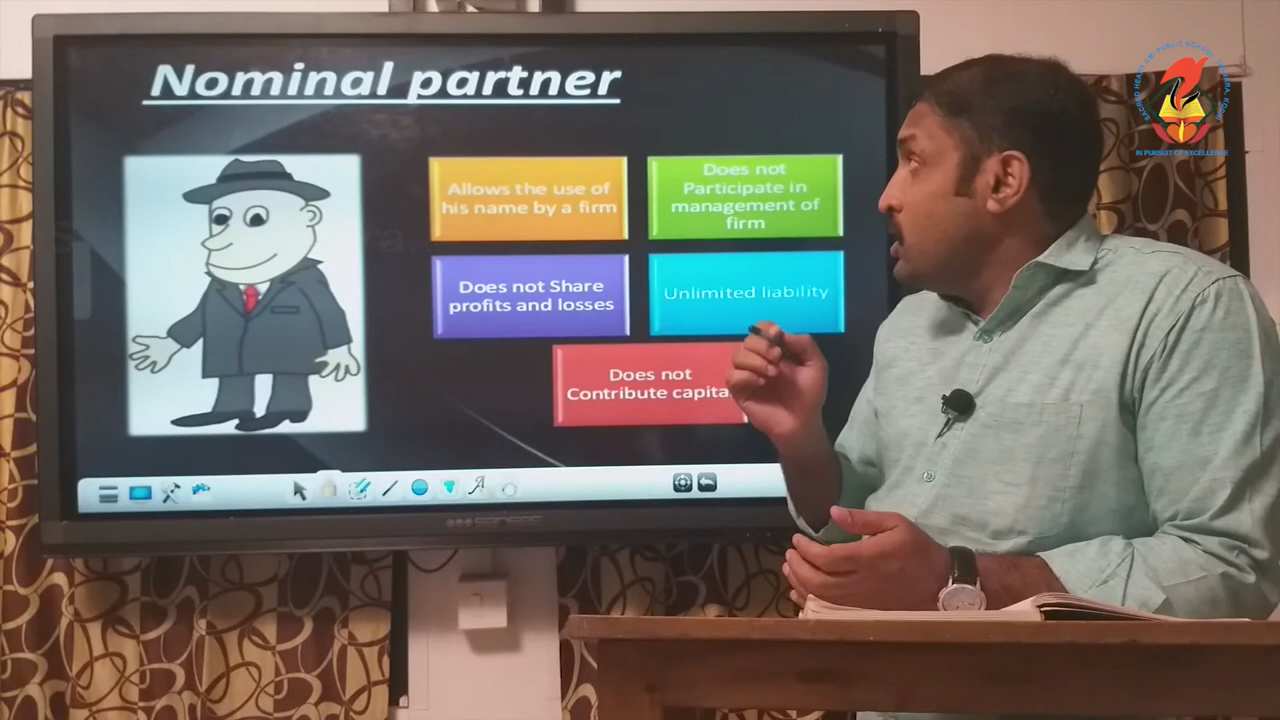 Nominal partner
Allows the use of
his name by a firm
Does not
Participate in
management of
firm
Does not Share
profits and losses
Unlimited liability
Does not
Contribute
IN PURSUIT OF EXCELLENCE